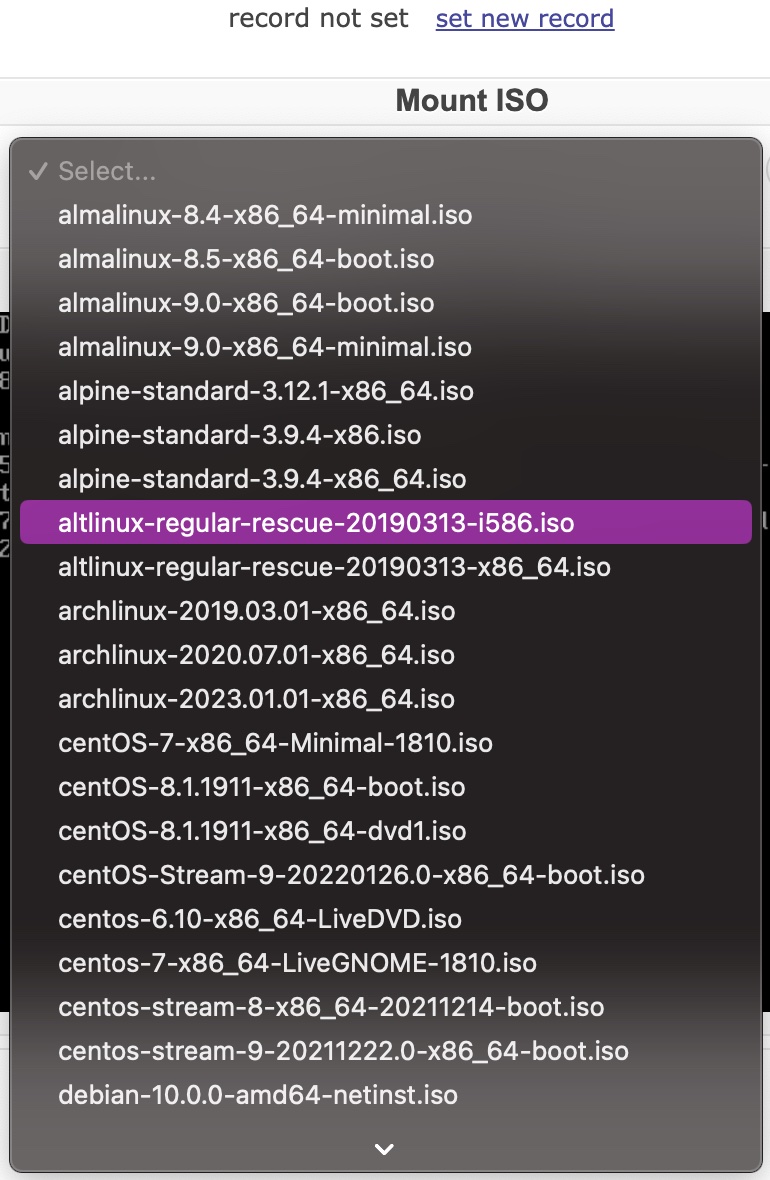 record not set set new record
Mount ISO
✓ Select...
almalinux-8.4-x86_64-minimal.iso
almalinux-8.5-x86_64-boot.iso
almalinux-9.0-x86_64-boot.iso
almalinux-9.0-x86_64-minimal.iso
alpine-standard-3.12.1-x86_64.iso
alpine-standard-3.9.4-x86.iso
alpine-standard-3.9.4-x86_64.iso
altlinux-regular-rescue-20190313-i586.iso
altlinux-regular-rescue-20190313-x86_64.iso
archlinux-2019.03.01-x86_64.iso
archlinux-2020.07.01-x86_64.iso
archlinux-2023.01.01-x86_64.iso
centOS-7-x86_64-Minimal-1810.iso
centOS-8.1.1911-x86_64-boot.iso
centOS-8.1.1911-x86_64-dvd1.iso
centOS-Stream-9-20220126.0-x86_64-boot.iso
centos-6.10-x86_64-LiveDVD.iso
centos-7-x86_64-LiveGNOME-1810.iso
centos-stream-8-x86_64-20211214-boot.iso
centos-stream-9-20211222.0-x86_64-boot.iso
debian-10.0.0-amd64-netinst.iso